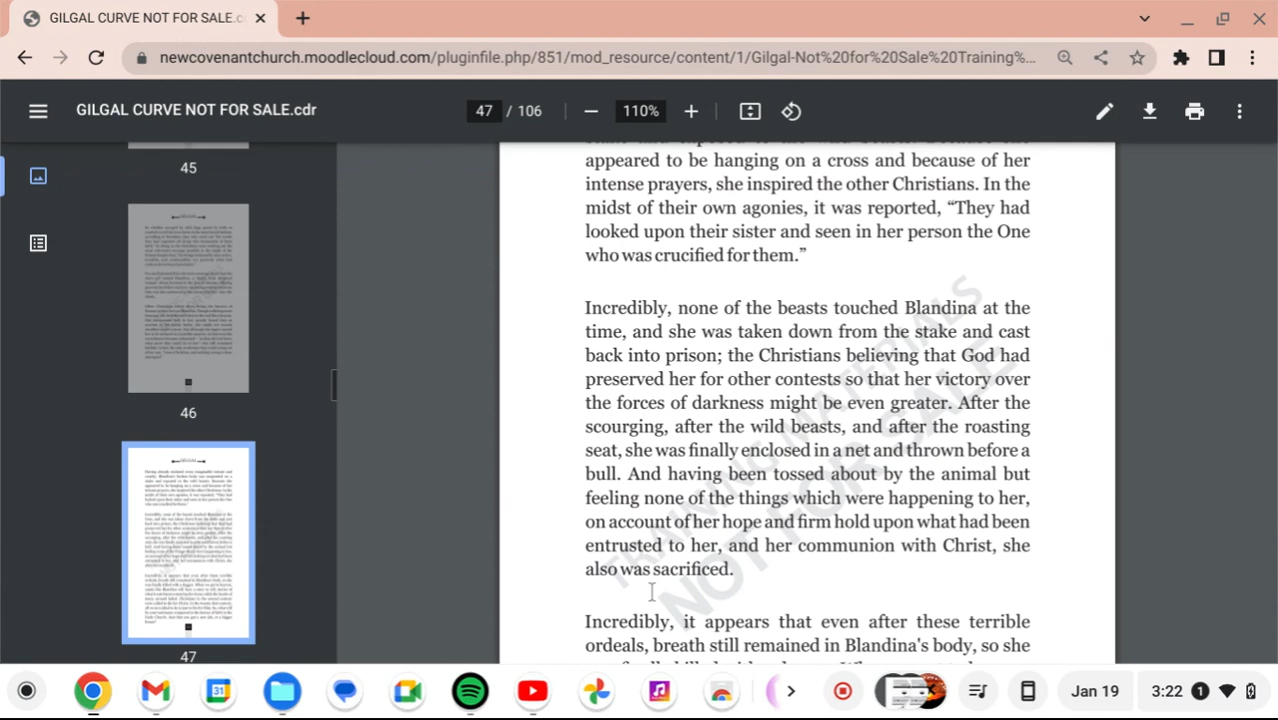 GILGAL CURVE NOT FOR SALE.c
newcovenantchurch.moodlecloud.com/pluginfile.php/851/mod_resource/content/1/Gilgal-Not%20for%20Sale%20Training%...
GILGAL CURVE NOT FOR SALE.cdr
47 / 106
110%
45
46
47
appeared to be hanging on a cross and because of her
intense prayers, she inspired the other Christians. In the
midst of their own agonies, it was reported, “They had
looked upon their sister and seen in her person the One
who was crucified for them.”
Incredibly, none of the beasts touched Blandina at the
time, and she was taken down from the stake and cast
back into prison; the Christians believing that God had
preserved her for other contests so that her victory over
the forces of darkness might be even greater. After the
scourging, after the wild beasts, and after the roasting
seat, she was finally enclosed in a net and thrown before a
bull. And having been tossed about by the animal but
feeling none of the things which were happening to her,
on account of her hope and firm hold upon what had been
entrusted to her, and her communion with Christ, she
also was sacrificed.
Incredibly, it appears that even after these terrible
ordeals, breath still remained in Blandina's body, so she
TRAINING MATERIALS
NOT FOR SALE
Jan 19
3:22
1